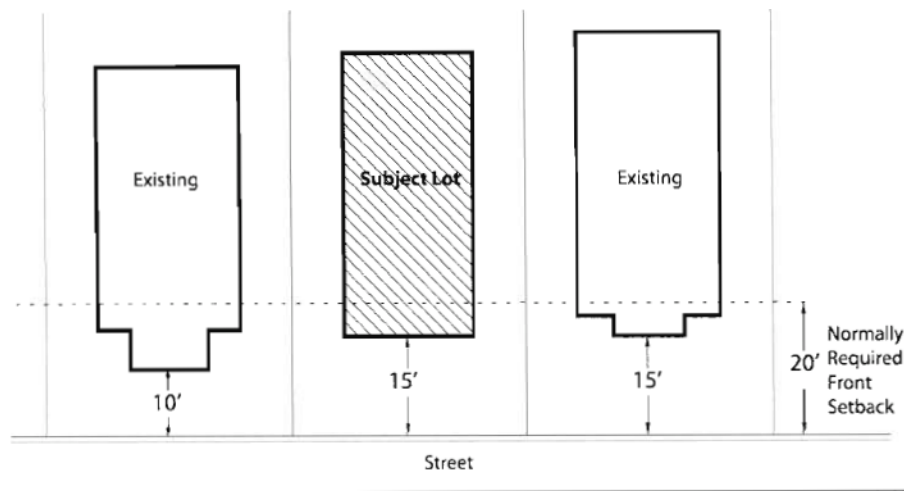 Existing
Subject Lot
Existing
10’
15’
15’
20’
Normally
Required
Front
Setback
Street